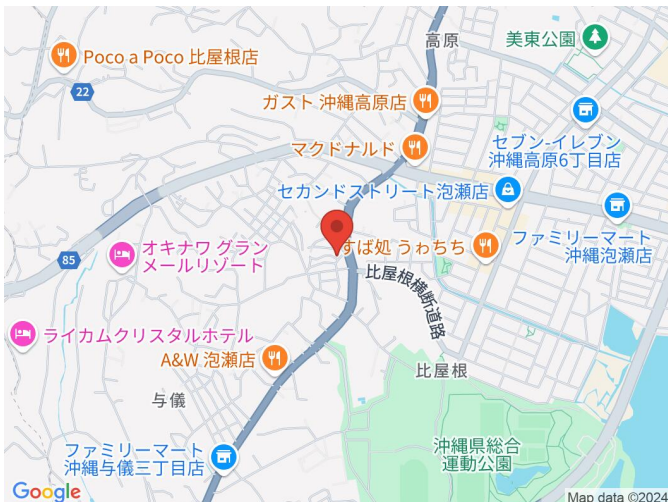 美東公園
高原
Poco a Poco 比屋根店
22
ガスト 沖縄高原店
セブン-イレブン
沖縄高原6丁目店
マクドナルド
セカンドストリート泡瀬店
すば処 うゎちち
ファミリーマート
沖縄泡瀬店
オキナワ グラン
メールリゾート
85
比屋根横断道路
ライカムクリスタルホテル
A&W 泡瀬店
比屋根
与儀
沖縄県総合
運動公園
ファミリーマート
沖縄与儀三丁目店
Google
Map data ©2024